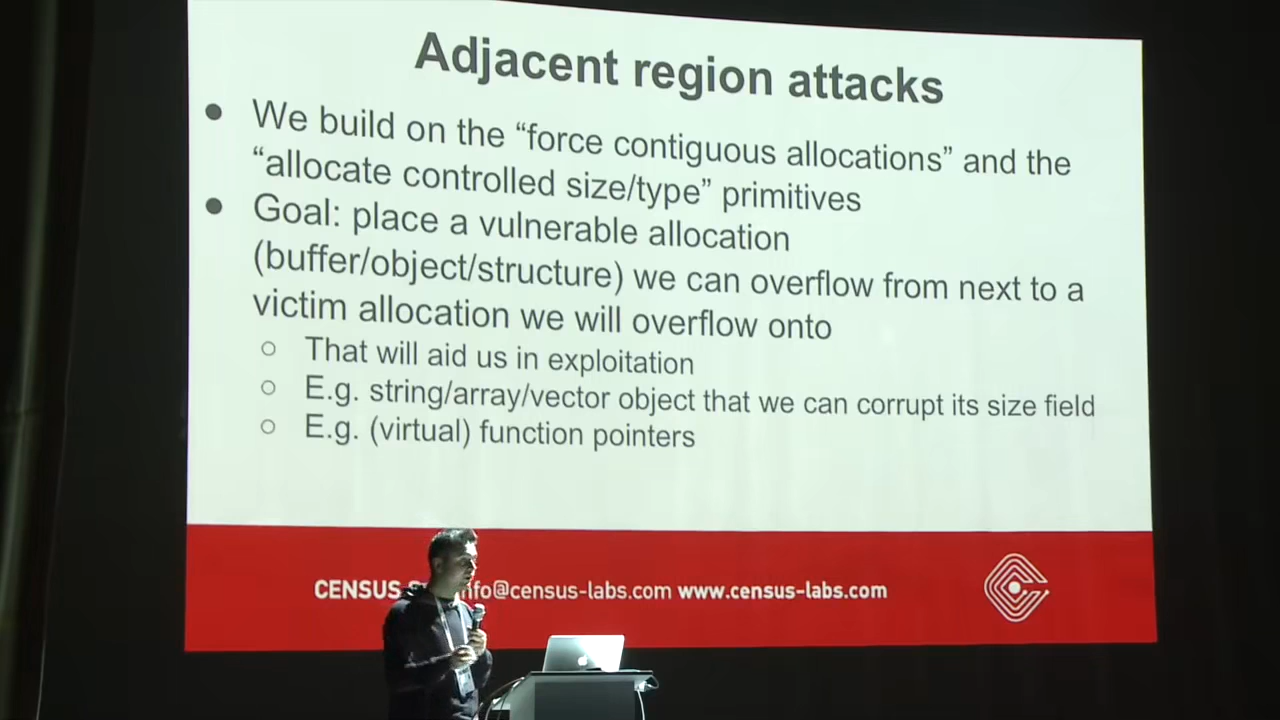 Adjacent region attacks
● We build on the “force contiguous allocations” and the
“allocate controlled size/type” primitives
● Goal: place a vulnerable allocation
(buffer/object/structure) we can overflow from next to a
victim allocation we will overflow onto
○ That will aid us in exploitation
○ E.g. string/array/vector object that we can corrupt its size field
○ E.g. (virtual) function pointers
CENSUS nfo@census-labs.com www.census-labs.com